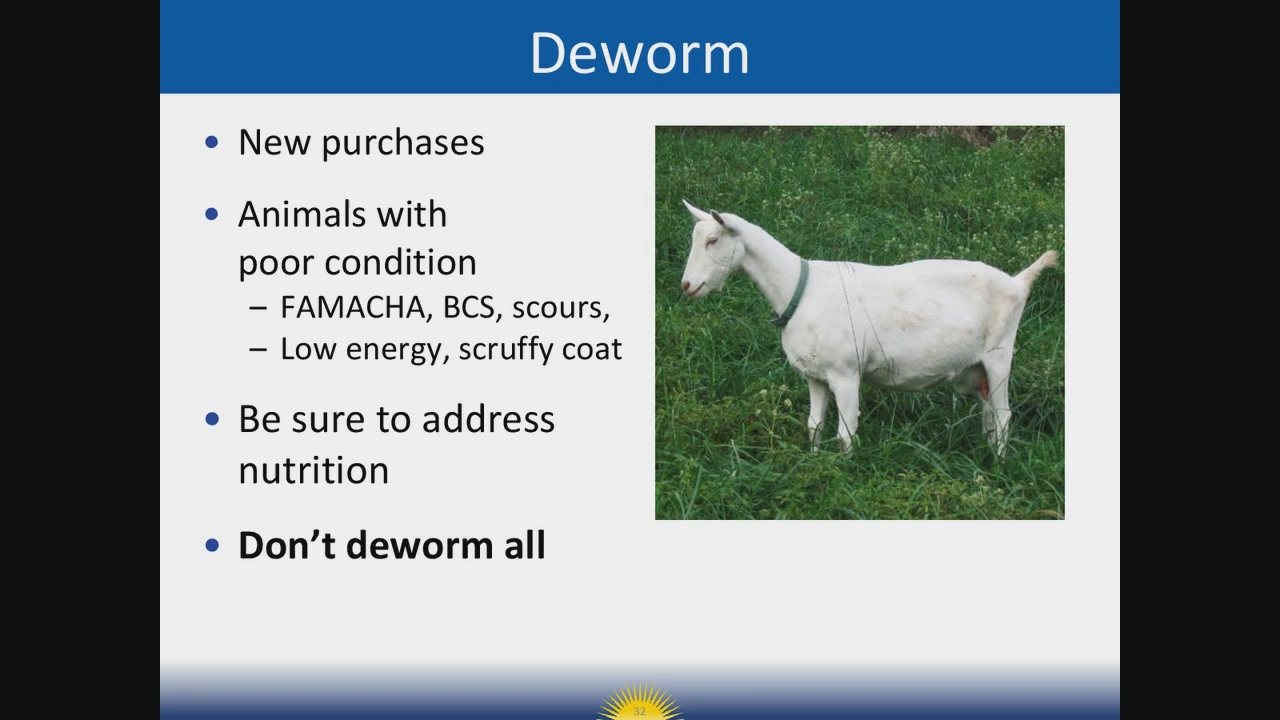 Deworm
• New purchases
• Animals with
poor condition
– FAMACHA, BCS, scours,
– Low energy, scruffy coat
• Be sure to address
nutrition
• Don’t deworm all
32